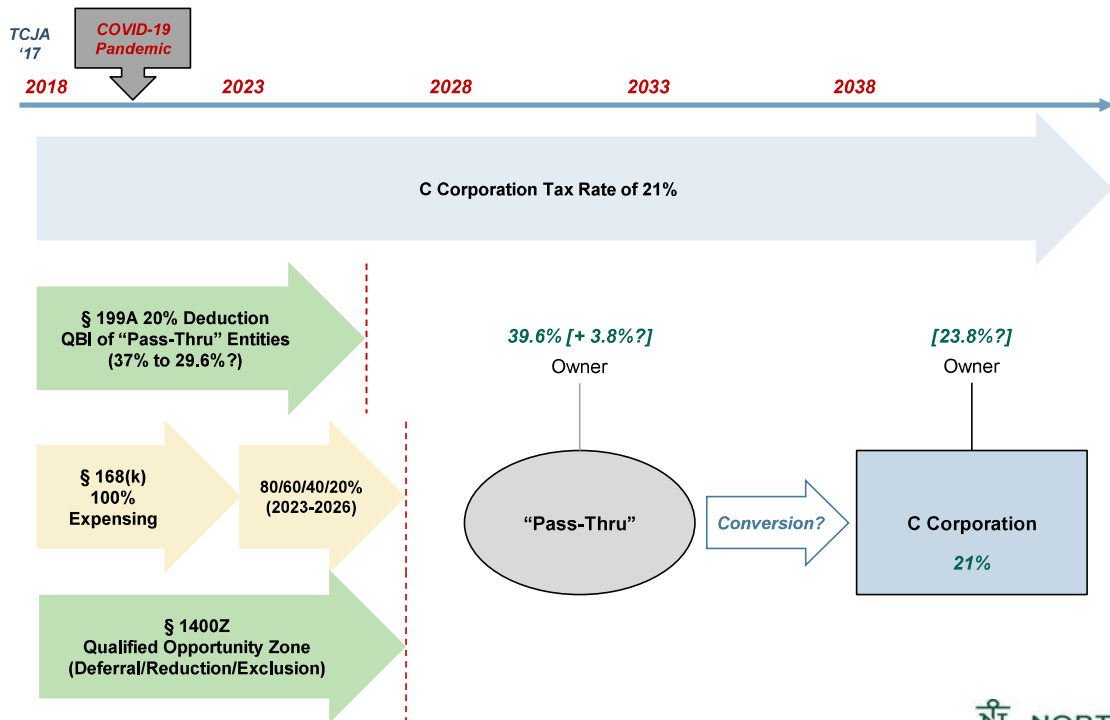 TCJA
‘17
COVID-19
Pandemic
2018
2023
2028
2033
2038
C Corporation Tax Rate of 21%
§ 199A 20% Deduction
QBI of “Pass-Thru” Entities
(37% to 29.6%?)
39.6% [+ 3.8%?]
Owner
[23.8%?]
Owner
§ 168(k)
100%
Expensing
80/60/40/20%
(2023-2026)
“Pass-Thru”
Conversion?
C Corporation
21%
§ 1400Z
Qualified Opportunity Zone
(Deferral/Reduction/Exclusion)